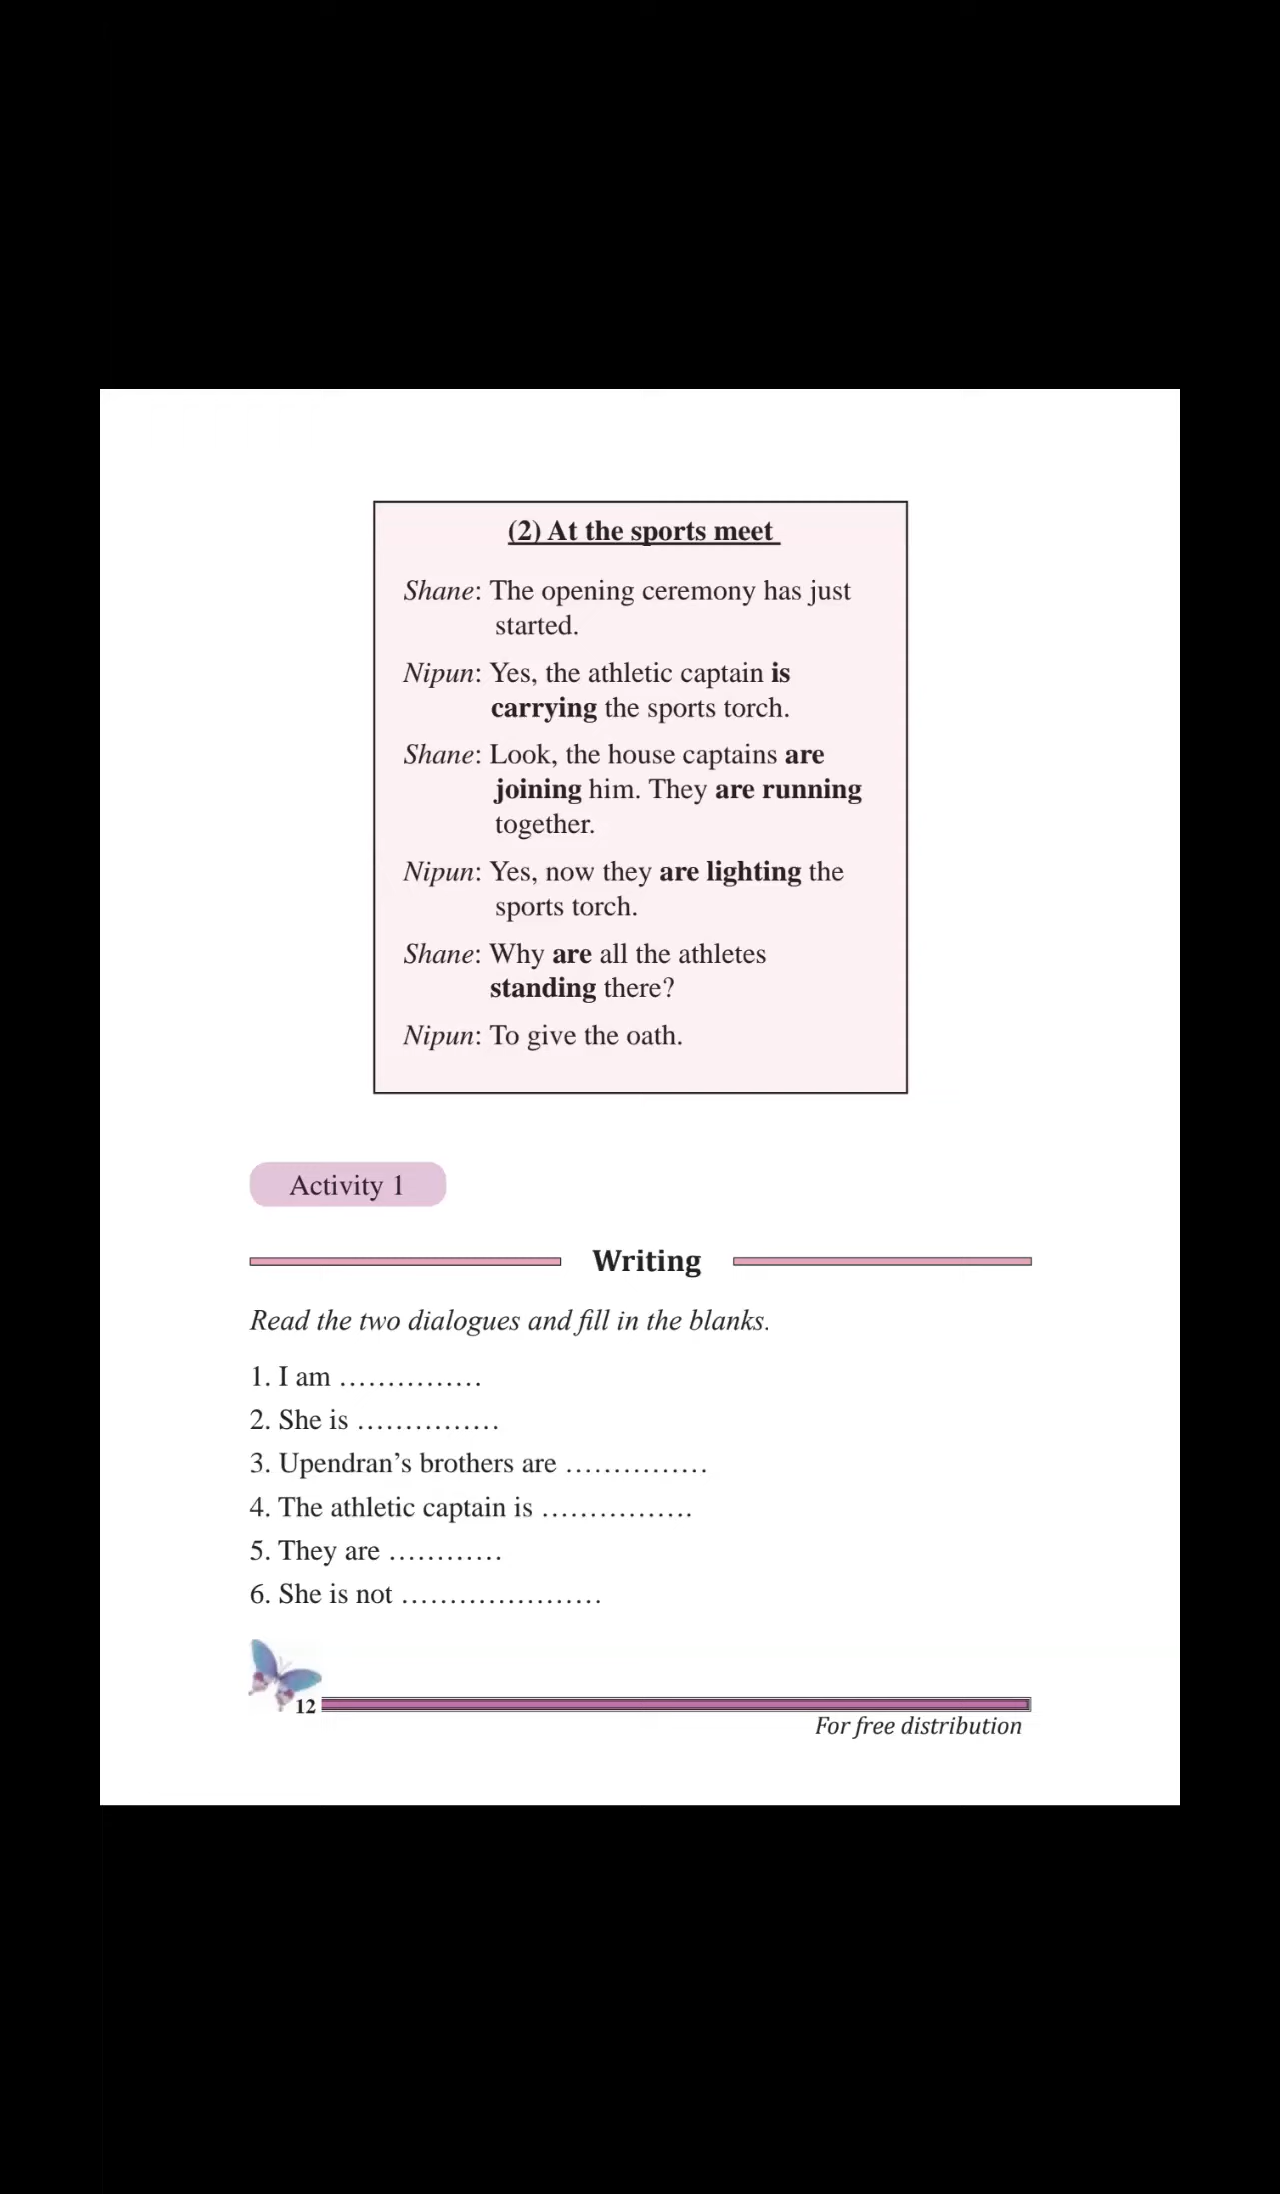 (2) At the sports meet
Shane: The opening ceremony has just
started.
Nipun: Yes, the athletic captain is
carrying the sports torch.
Shane: Look, the house captains are
joining him. They are running
together.
Nipun: Yes, now they are lighting the
sports torch.
Shane: Why are all the athletes
standing there?
Nipun: To give the oath.
Activity 1
Writing
Read the two dialogues and fill in the blanks.
1. I am ……………
2. She is ……………
3. Upendran’s brothers are ……………
4. The athletic captain is …………….
5. They are …………
6. She is not …………………
12
For free distribution